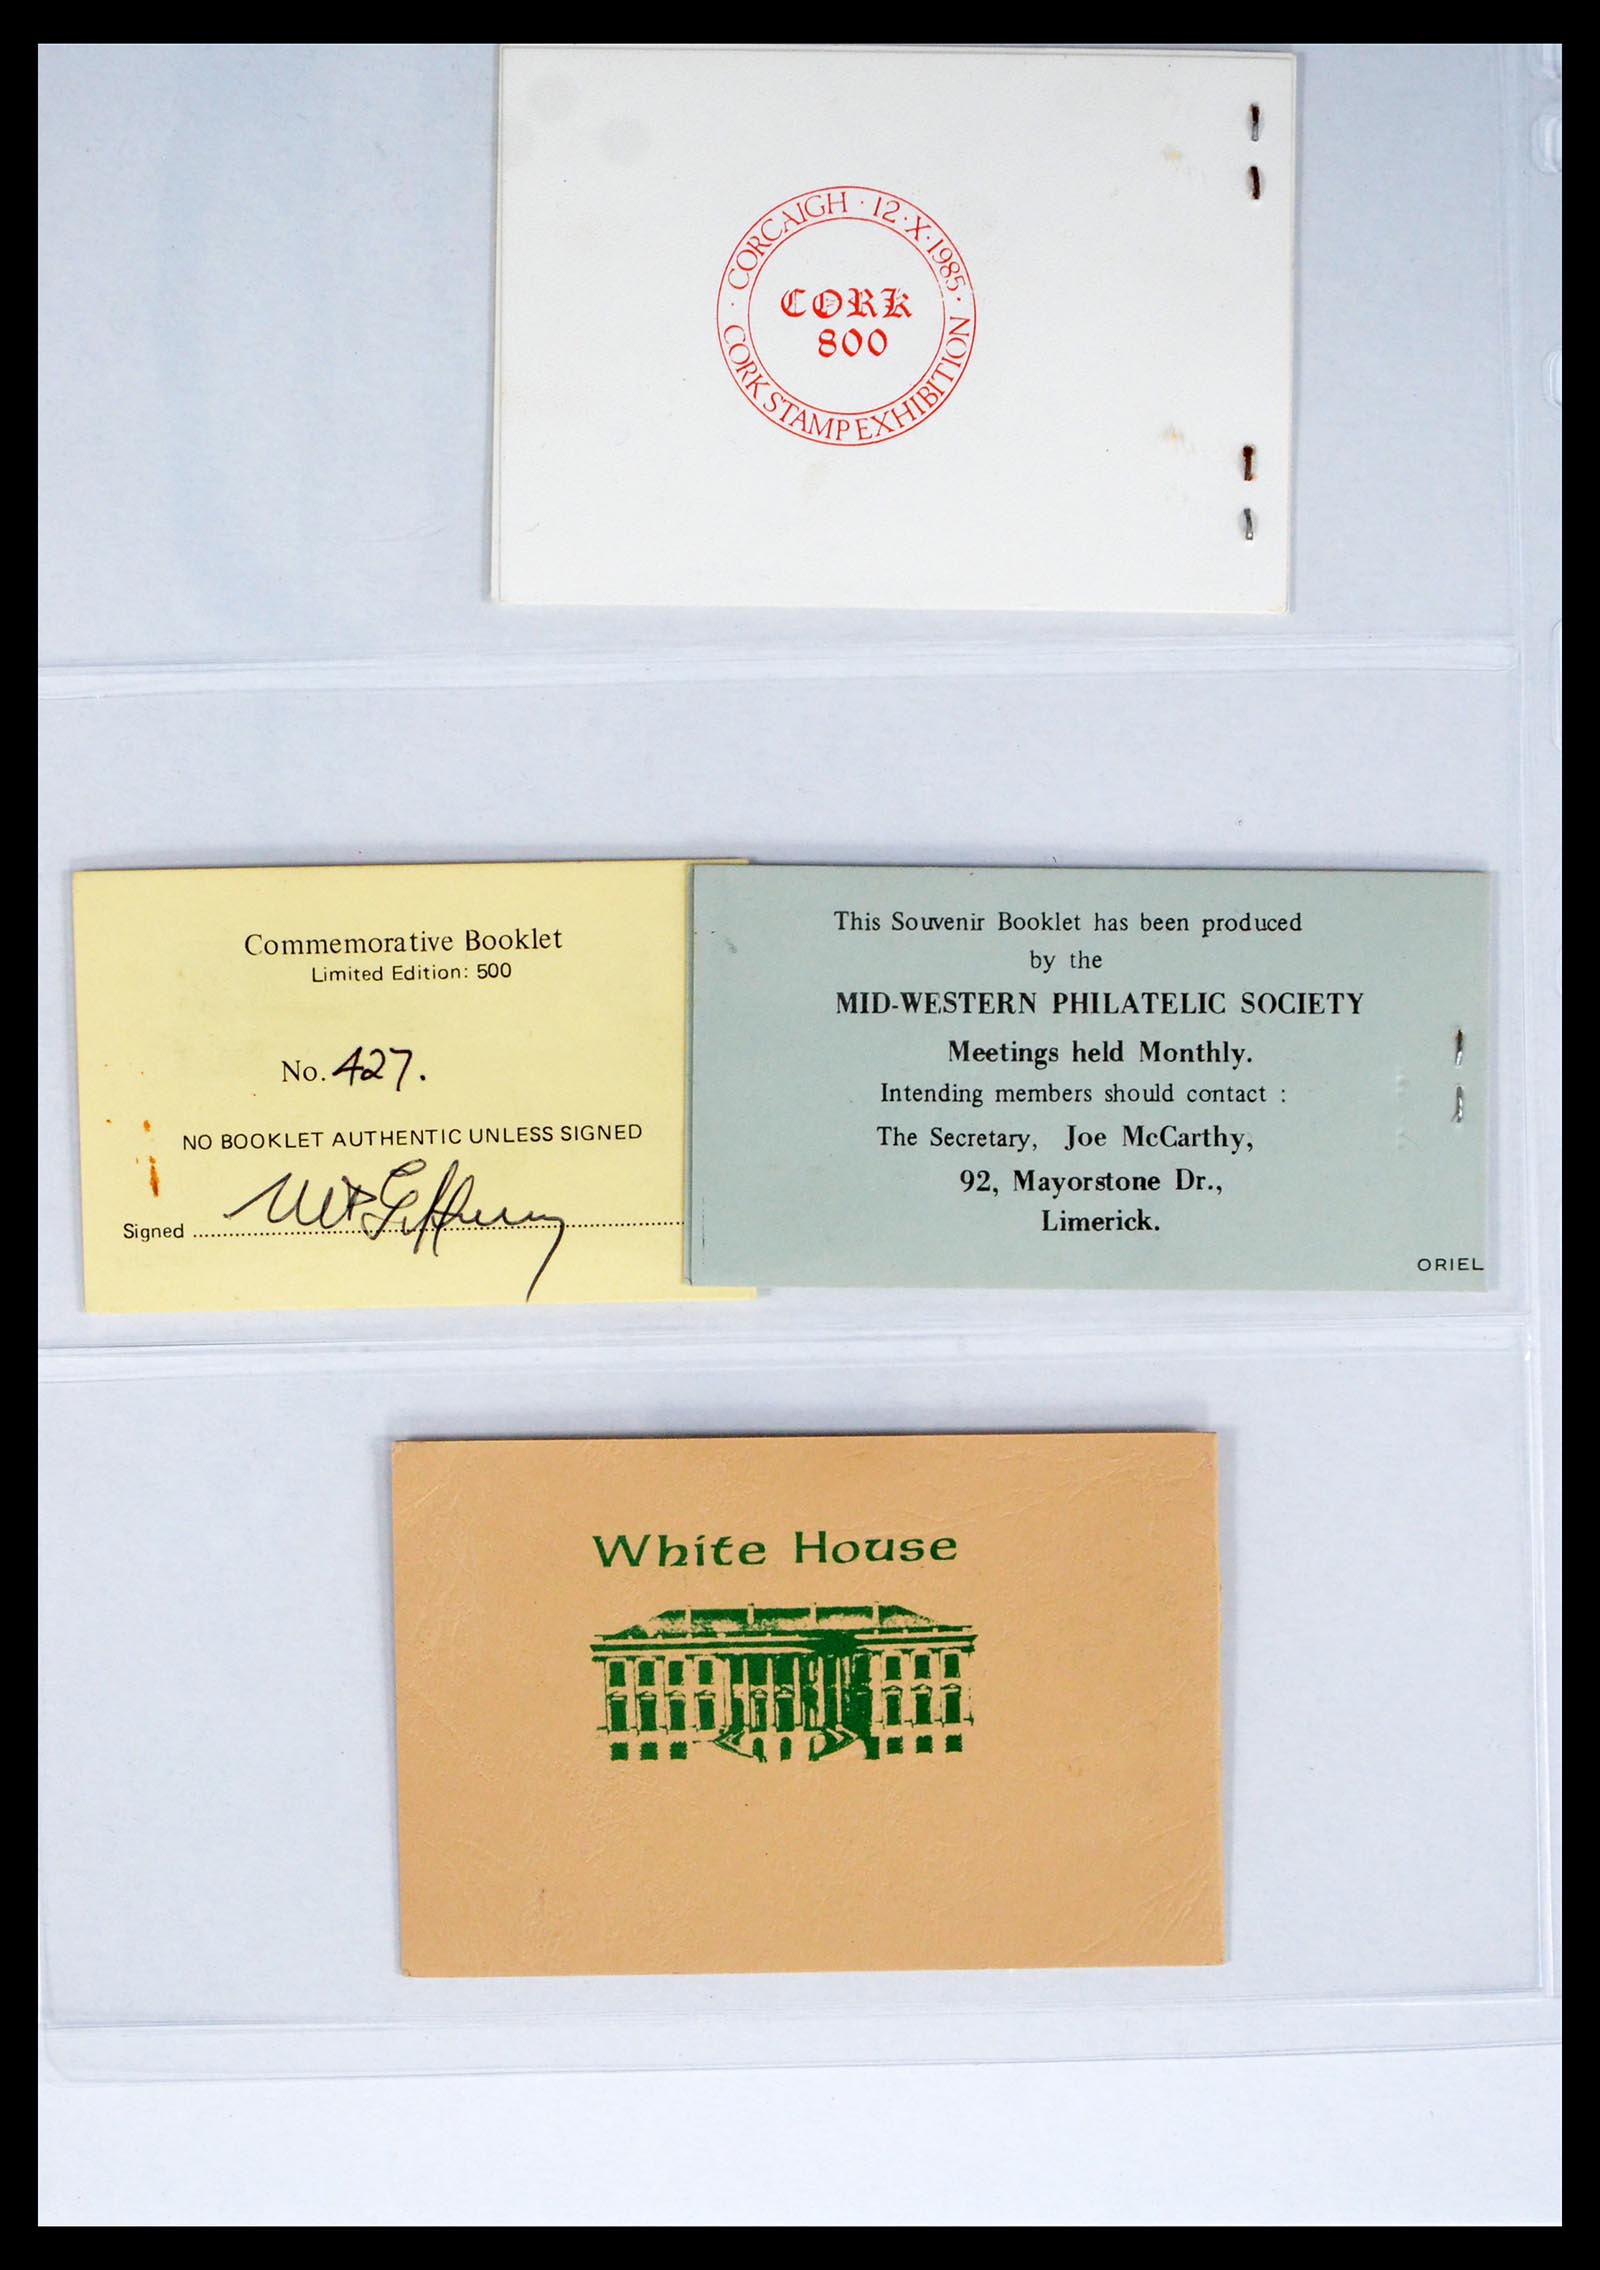 · CORCAIGH · 12 · X · 1985 ·
CORK STAMP EXHIBITION
CORK
800
Commemorative Booklet
Limited Edition: 500
No. 427.
NO BOOKLET AUTHENTIC UNLESS SIGNED
Signed
This Souvenir Booklet has been produced
by the
MID-WESTERN PHILATELIC SOCIETY
Meetings held Monthly.
Intending members should contact :
The Secretary, Joe McCarthy,
92, Mayorstone Dr.,
Limerick.
ORIEL
White House